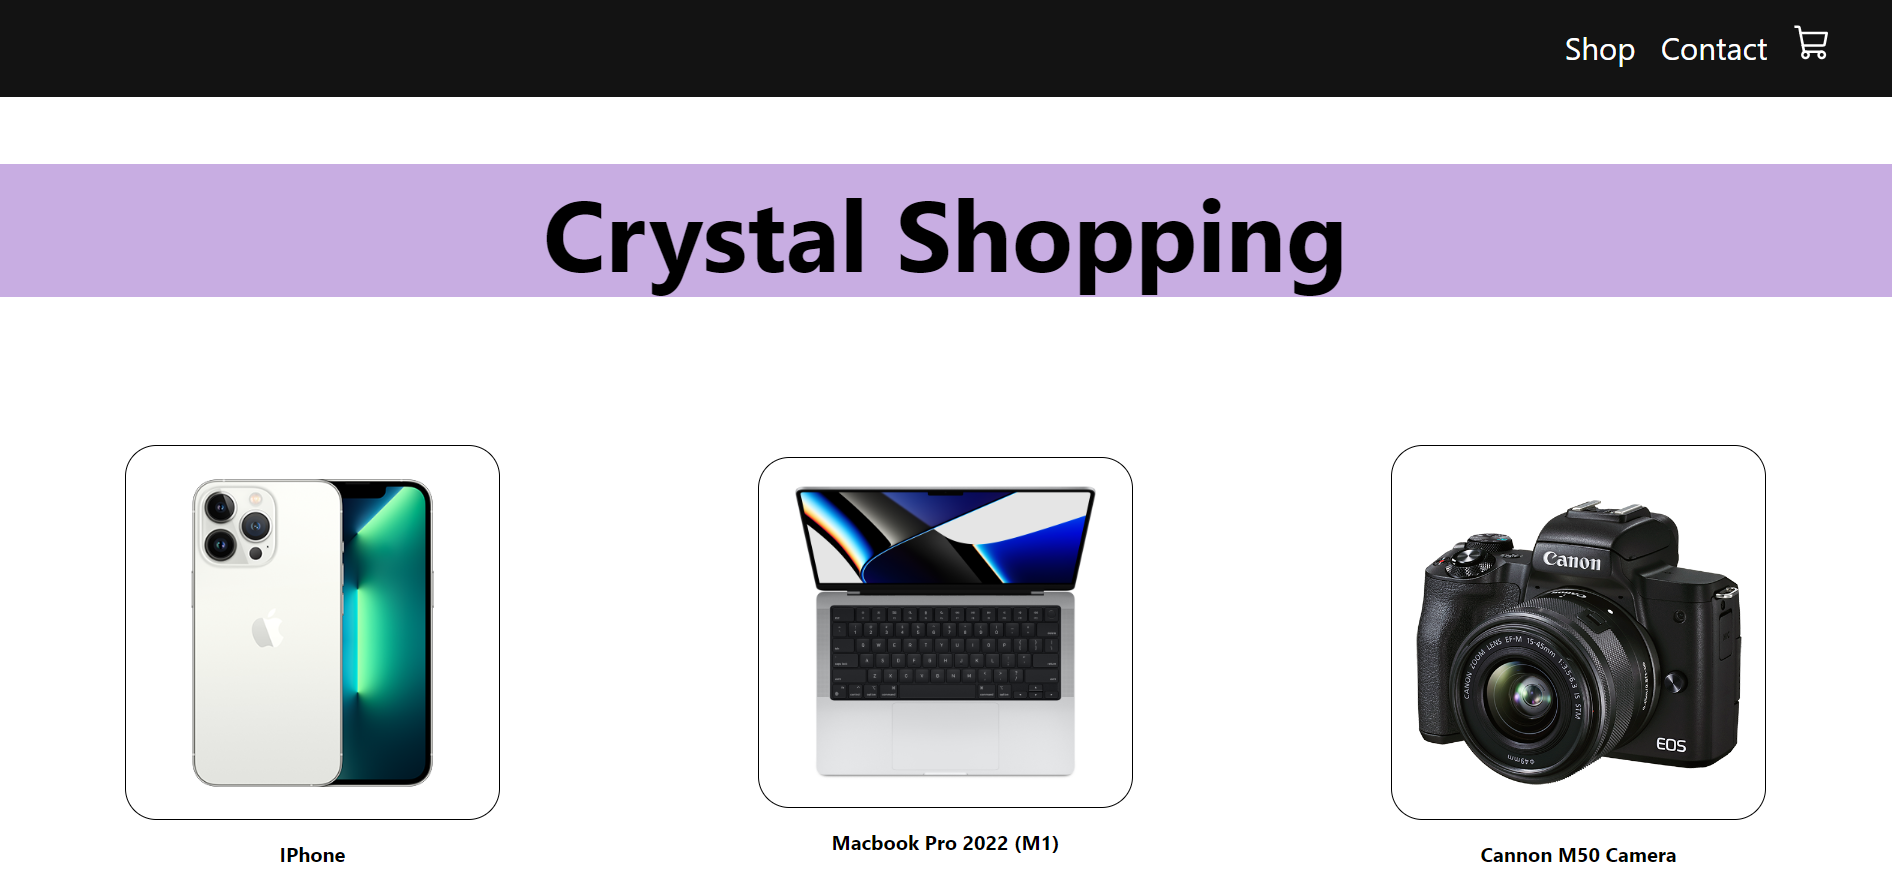 Shop Contact
Crystal Shopping
Canon
CANON ZOOM LENS EF-M 15-45mm 1:3.5-6.3 IS STM
EOS
IPhone
Macbook Pro 2022 (M1)
Cannon M50 Camera